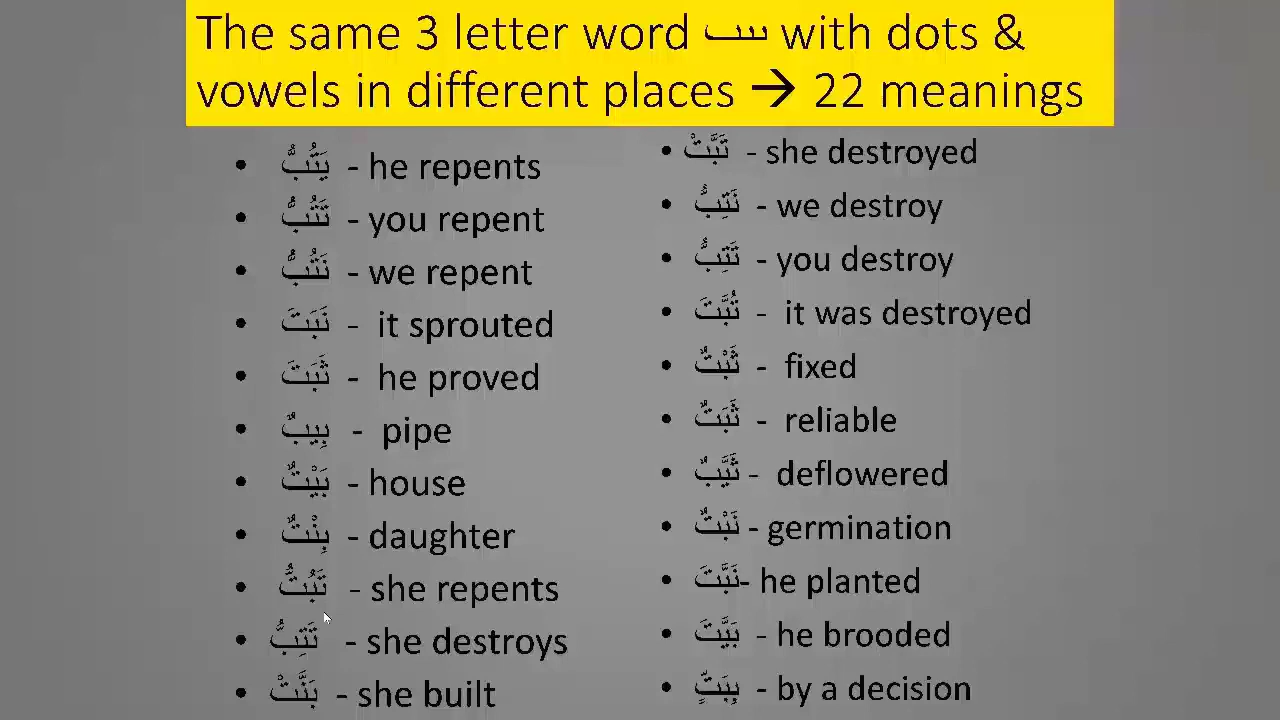 The same 3 letter word ٮٮٮ with dots &
vowels in different places → 22 meanings
• يَتُبُّ - he repents
• تَتُبُّ - you repent
• نَتُبُّ - we repent
• نَبَتَ - it sprouted
• ثَبَتَ - he proved
• بِيبٌ - pipe
• بَيْتٌ - house
• بِنْتٌ - daughter
• تَبُتُّ - she repents
• تَتِبُّ - she destroys
• بَنَّتْ - she built
• تَبَّتْ - she destroyed
• نَتِبُّ - we destroy
• تَتِبُّ - you destroy
• تُبَّتَ - it was destroyed
• ثَبْتٌ - fixed
• ثَبَتٌ - reliable
• ثَيَّبٌ - deflowered
• نَبْتٌ - germination
• نَبَّتَ- he planted
• بَيَّتَ - he brooded
• بِبَتٍّ - by a decision